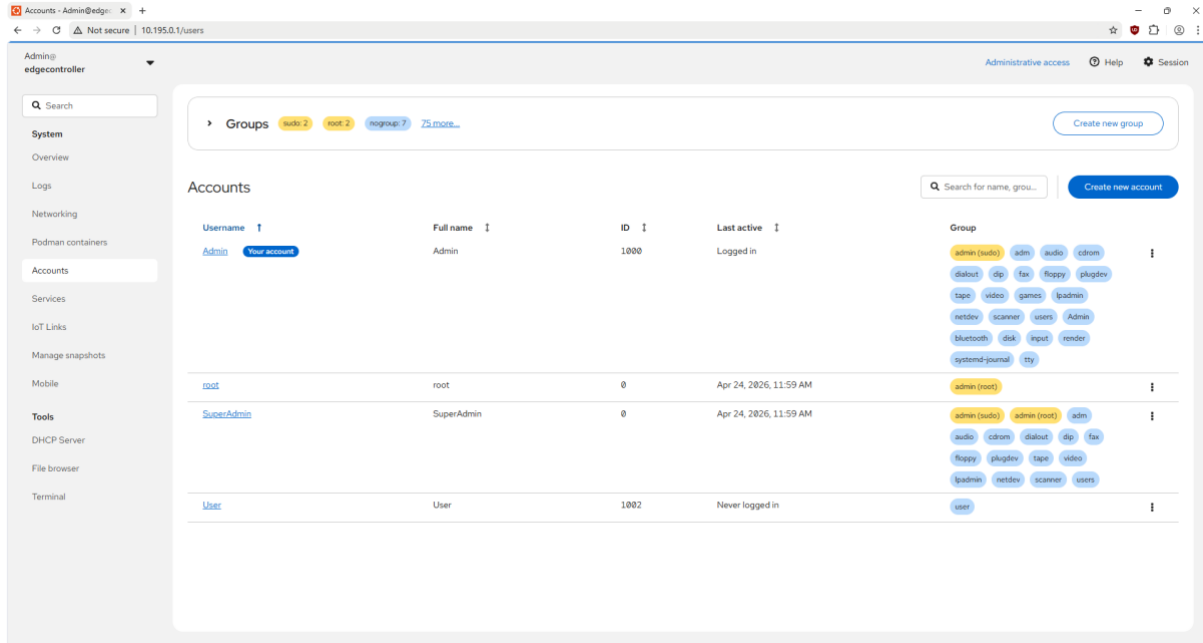 Accounts - Admin@edgec
Not secure 10.195.0.1/users
Admin@
edgecontroller
Administrative access Help Session
Search
System
Overview
Logs
Networking
Podman containers
Accounts
Services
IoT Links
Manage snapshots
Mobile
Tools
DHCP Server
File browser
Terminal
Groups sudo: 2 root: 2 nogroup: 7 75 more... Create new group
Accounts Search for name, grou... Create new account
Username Full name ID Last active Group
Admin Your account Admin 1000 Logged in admin (sudo) adm audio cdrom
dialout dip fax floppy plugdev
tape video games lpadmin
netdev scanner users Admin
bluetooth disk input render
systemd-journal tty
root root 0 Apr 24, 2026, 11:59 AM admin (root)
SuperAdmin SuperAdmin 0 Apr 24, 2026, 11:59 AM admin (sudo) admin (root) adm
audio cdrom dialout dip fax
floppy plugdev tape video
lpadmin netdev scanner users
User User 1002 Never logged in user